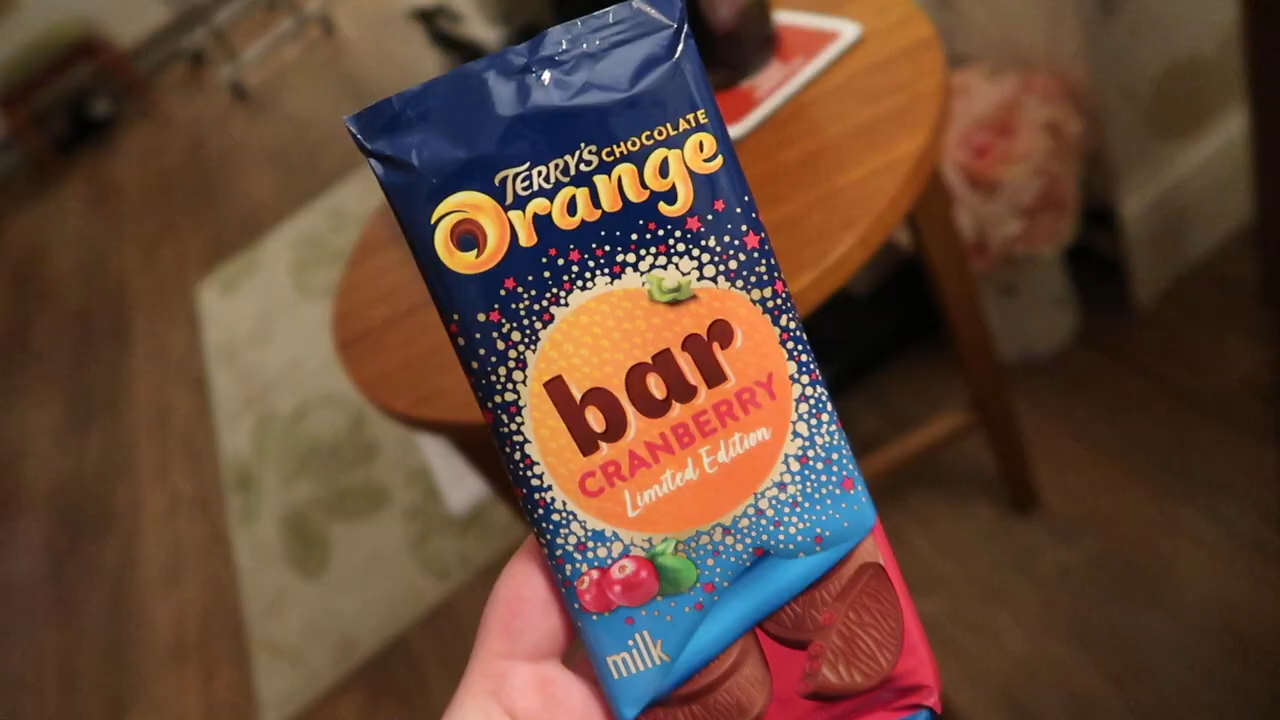 TERRY'S CHOCOLATE
Orange
bar
CRANBERRY
Limited Edition
milk